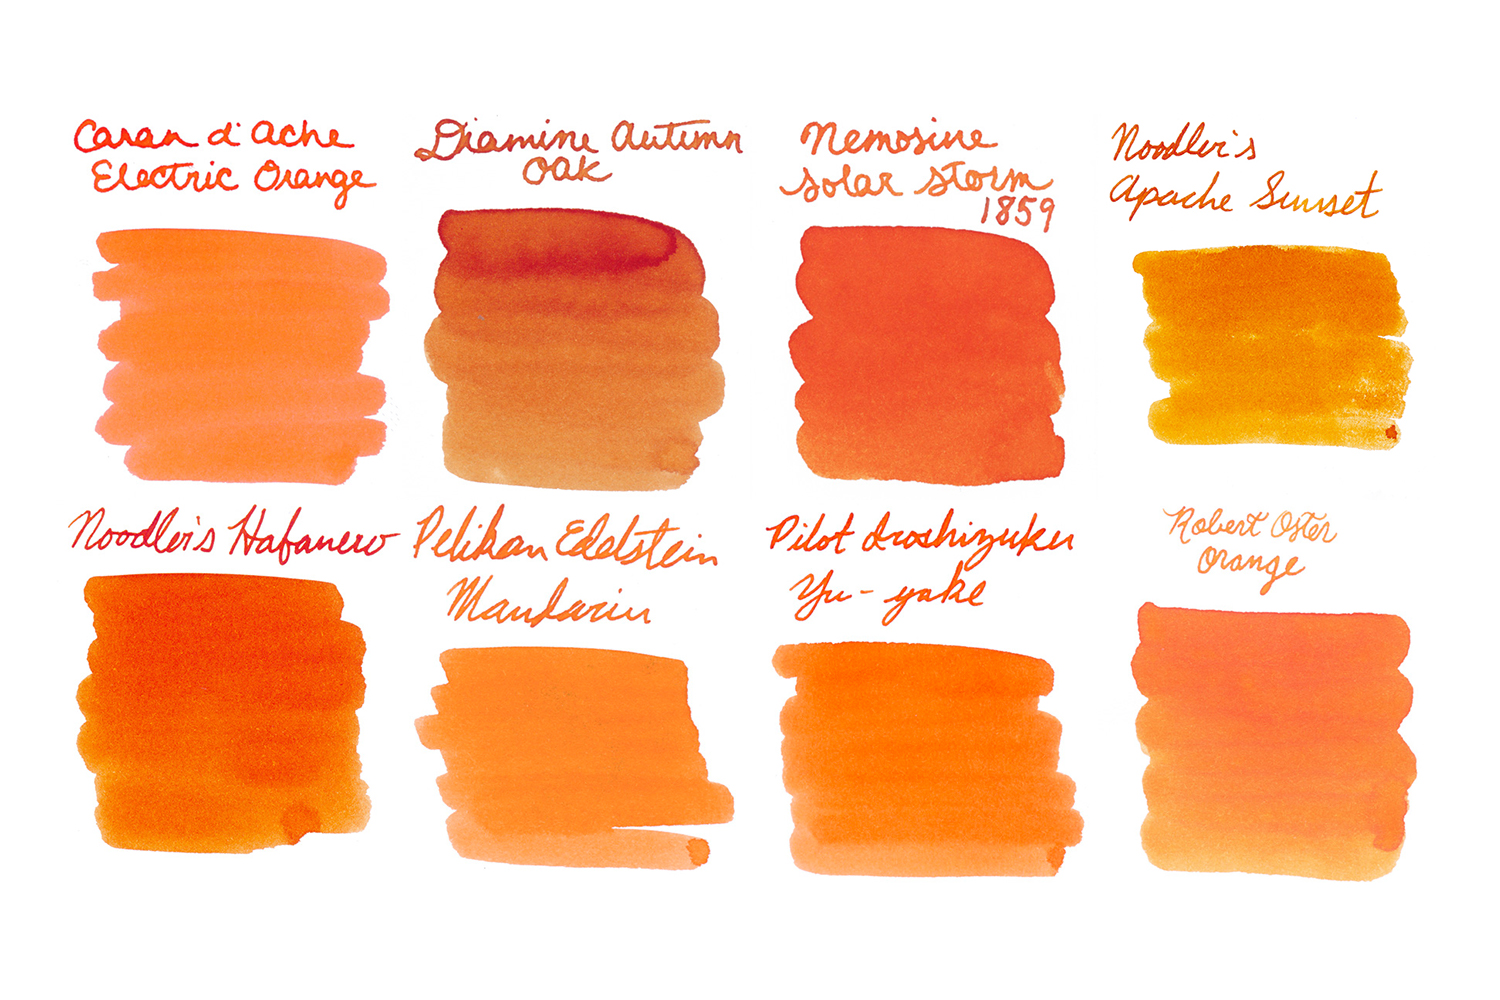 Caran d'Ache
Electric Orange
Diamine Autumn
Oak
Nemosine
Solar Storm
1859
Noodler's
Apache Sunset
Noodler's Habanero
Pelikan Edelstein
Mandarin
Pilot Iroshizuku
Yu-yake
Robert Oster
Orange